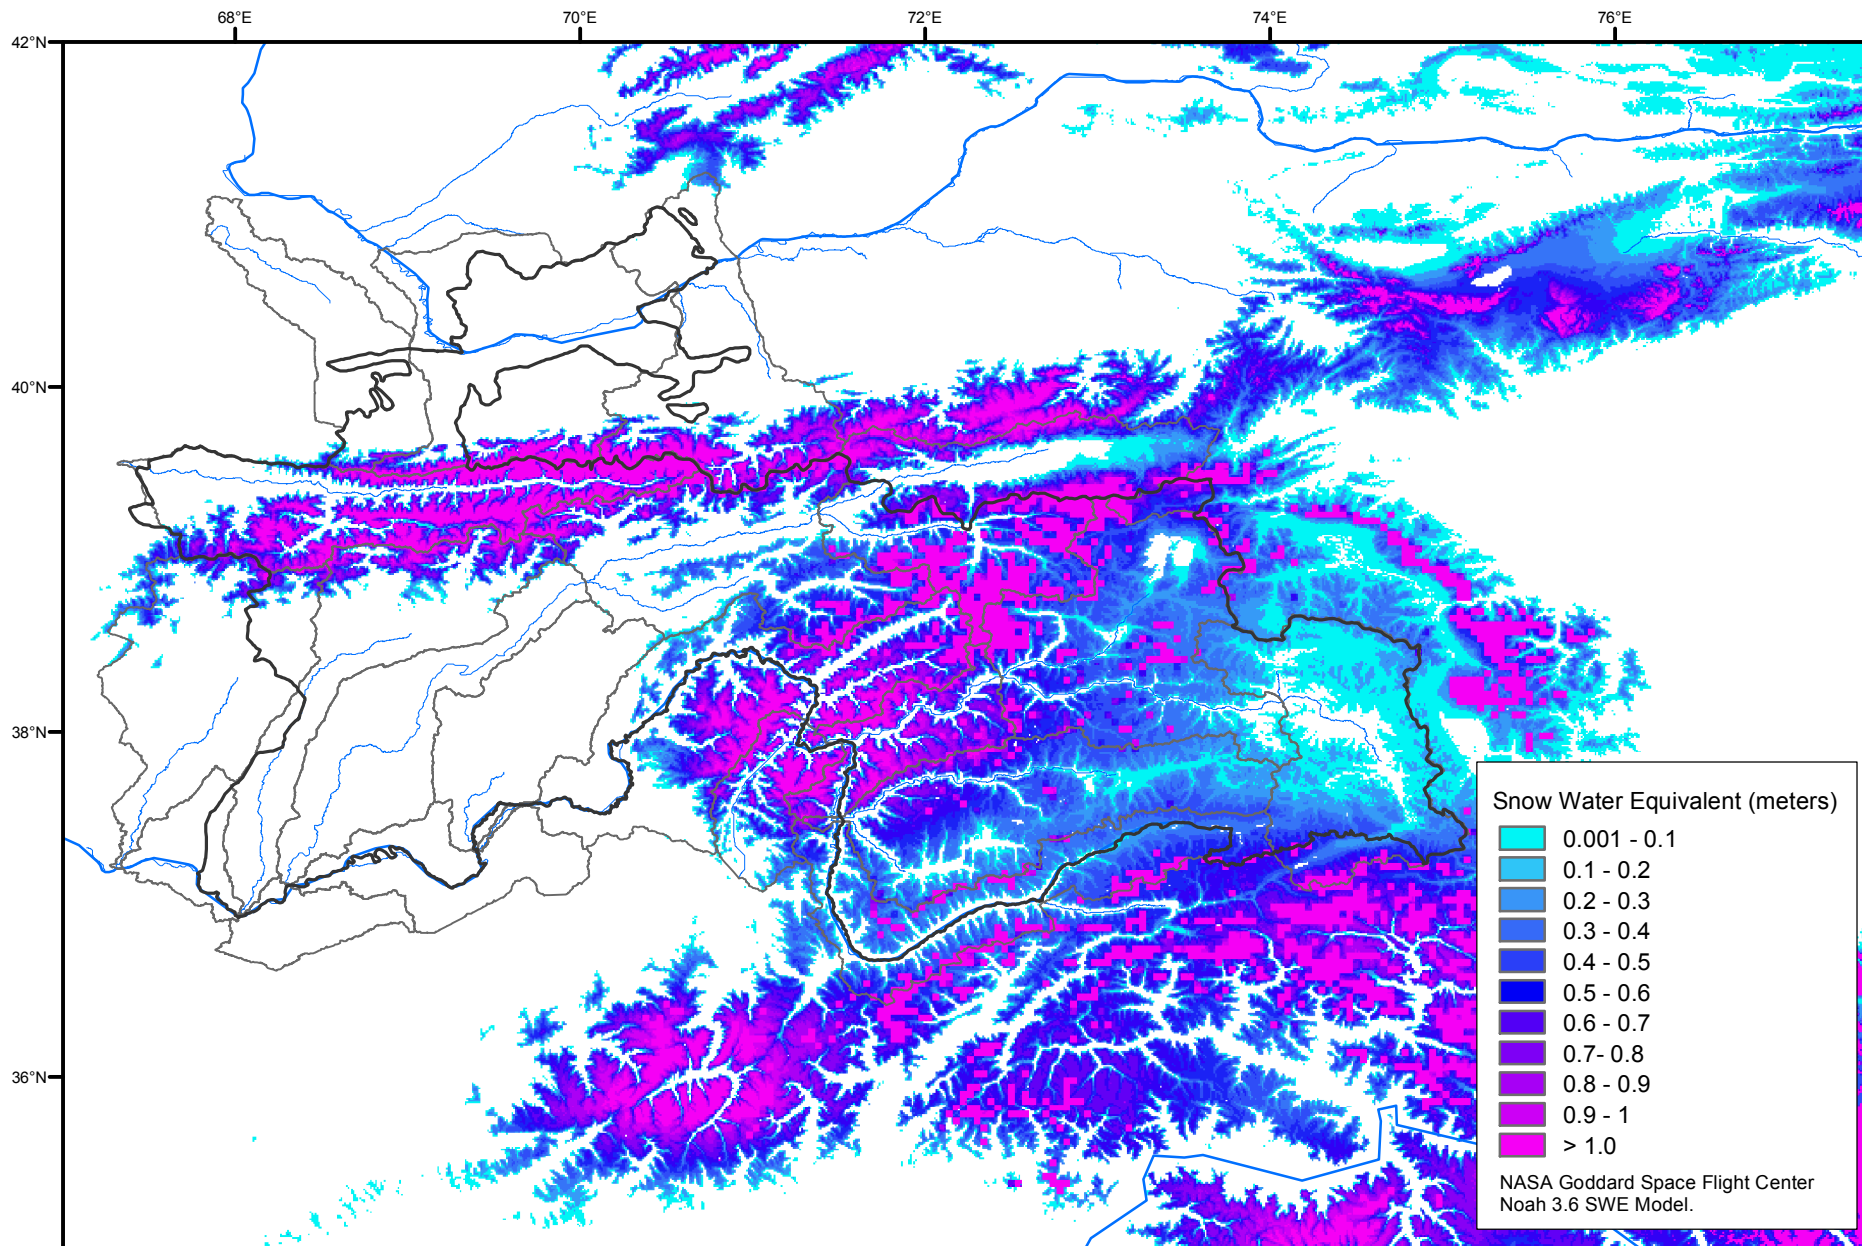 68°E 70°E 72°E 74°E 76°E
42°N
40°N
38°N
36°N
Snow Water Equivalent (meters)
0.001 - 0.1
0.1 - 0.2
0.2 - 0.3
0.3 - 0.4
0.4 - 0.5
0.5 - 0.6
0.6 - 0.7
0.7- 0.8
0.8 - 0.9
0.9 - 1
> 1.0
NASA Goddard Space Flight Center
Noah 3.6 SWE Model.